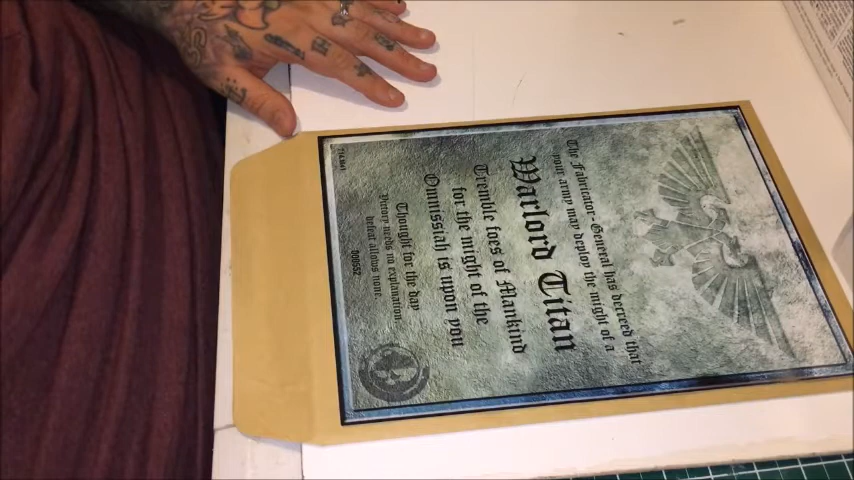 The Fabricator-General has decreed that
your army may deploy the might of a
Warlord Titan
Tremble foes of Mankind
for the might of the
Omnissiah is upon you
Thought for the day
Victory needs no explanation,
defeat allows none.
000552